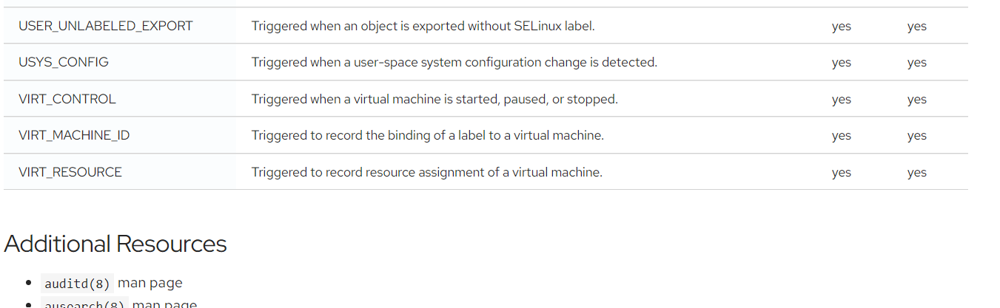 USER_UNLABELED_EXPORT Triggered when an object is exported without SELinux label. yes yes
USYS_CONFIG Triggered when a user-space system configuration change is detected. yes yes
VIRT_CONTROL Triggered when a virtual machine is started, paused, or stopped. yes yes
VIRT_MACHINE_ID Triggered to record the binding of a label to a virtual machine. yes yes
VIRT_RESOURCE Triggered to record resource assignment of a virtual machine. yes yes
Additional Resources
• auditd(8) man page
• ausearch(8) man page